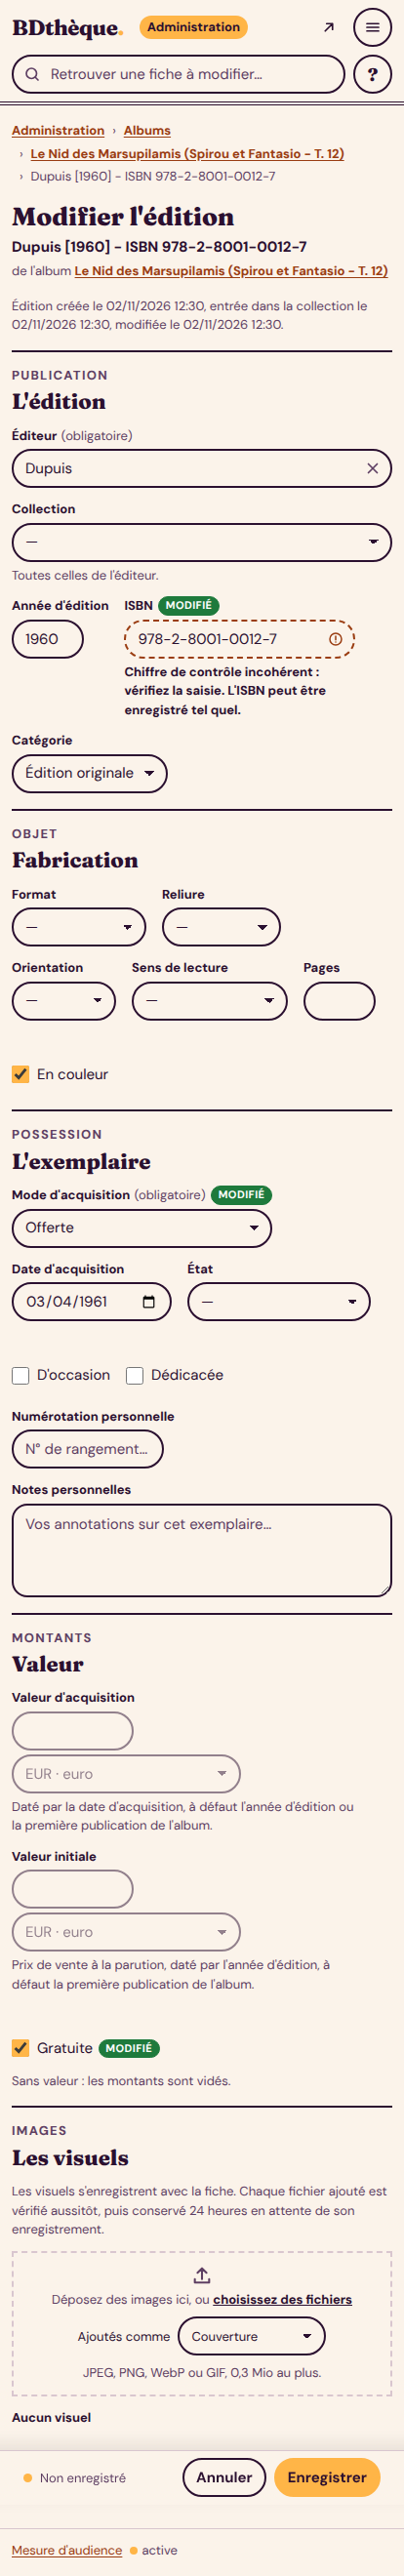 BDthèque. Administration
Retrouver une fiche à modifier… ?
Administration › Albums
› Le Nid des Marsupilamis (Spirou et Fantasio - T. 12)
› Dupuis [1960] - ISBN 978-2-8001-0012-7
Modifier l'édition
Dupuis [1960] - ISBN 978-2-8001-0012-7
de l'album Le Nid des Marsupilamis (Spirou et Fantasio - T. 12)
Édition créée le 02/11/2026 12:30, entrée dans la collection le
02/11/2026 12:30, modifiée le 02/11/2026 12:30.
PUBLICATION
L'édition
Éditeur (obligatoire)
Dupuis
Collection
—
Toutes celles de l'éditeur.
Année d'édition ISBN MODIFIÉ
1960 978-2-8001-0012-7
Chiffre de contrôle incohérent :
vérifiez la saisie. L'ISBN peut être
enregistré tel quel.
Catégorie
Édition originale
OBJET
Fabrication
Format Reliure
— —
Orientation Sens de lecture Pages
— —
En couleur
POSSESSION
L'exemplaire
Mode d'acquisition (obligatoire) MODIFIÉ
Offerte
Date d'acquisition État
03/04/1961 —
D'occasion Dédicacée
Numérotation personnelle
N° de rangement…
Notes personnelles
Vos annotations sur cet exemplaire…
MONTANTS
Valeur
Valeur d'acquisition
EUR · euro
Daté par la date d'acquisition, à défaut l'année d'édition ou
la première publication de l'album.
Valeur initiale
EUR · euro
Prix de vente à la parution, daté par l'année d'édition, à
défaut la première publication de l'album.
Gratuite MODIFIÉ
Sans valeur : les montants sont vidés.
IMAGES
Les visuels
Les visuels s'enregistrent avec la fiche. Chaque fichier ajouté est
vérifié aussitôt, puis conservé 24 heures en attente de son
enregistrement.
Déposez des images ici, ou choisissez des fichiers
Ajoutés comme Couverture
JPEG, PNG, WebP ou GIF, 0,3 Mio au plus.
Aucun visuel
Non enregistré Annuler Enregistrer
Mesure d'audience active